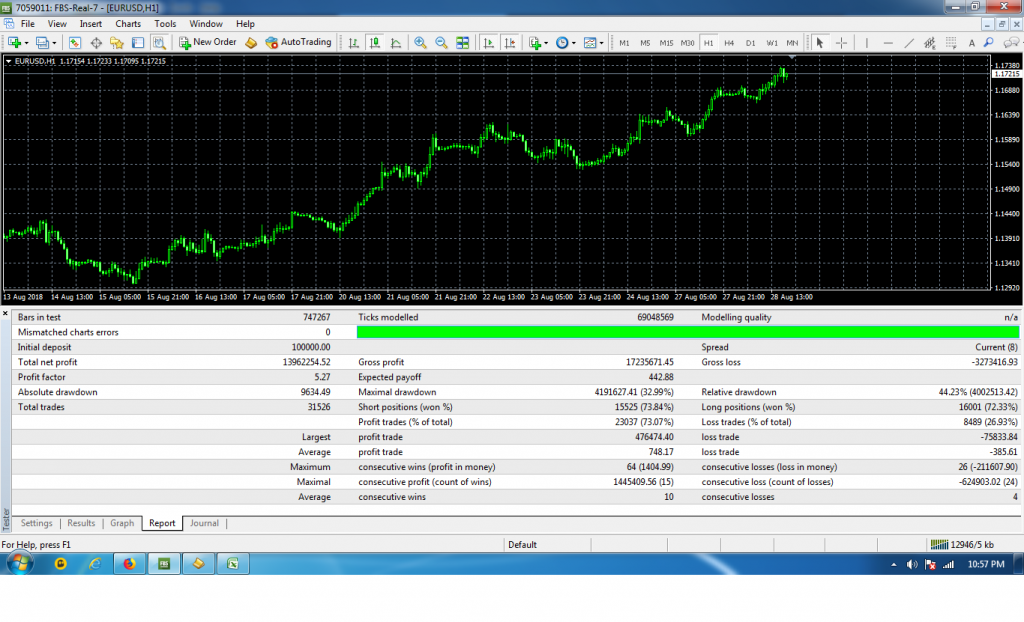 7059011: FBS-Real-7 - [EURUSD,H1]
File View Insert Charts Tools Window Help
New Order AutoTrading M1 M5 M15 M30 H1 H4 D1 W1 MN A
EURUSD,H1 1.17154 1.17233 1.17095 1.17215
1.17380
1.17215
1.16880
1.16390
1.15890
1.15400
1.14900
1.14400
1.13910
1.13410
1.12920
13 Aug 2018 14 Aug 13:00 15 Aug 05:00 15 Aug 21:00 16 Aug 13:00 17 Aug 05:00 17 Aug 21:00 20 Aug 13:00 21 Aug 05:00 21 Aug 21:00 22 Aug 13:00 23 Aug 05:00 23 Aug 21:00 24 Aug 13:00 27 Aug 05:00 27 Aug 21:00 28 Aug 13:00
Bars in test 747267 Ticks modelled 69048569 Modelling quality n/a
Mismatched charts errors 0
Initial deposit 100000.00 Spread Current (8)
Total net profit 13962254.52 Gross profit 17235671.45 Gross loss -3273416.93
Profit factor 5.27 Expected payoff 442.88
Absolute drawdown 9634.49 Maximal drawdown 4191627.41 (32.99%) Relative drawdown 44.23% (4002513.42)
Total trades 31526 Short positions (won %) 15525 (73.84%) Long positions (won %) 16001 (72.33%)
Profit trades (% of total) 23037 (73.07%) Loss trades (% of total) 8489 (26.93%)
Largest profit trade 476474.40 loss trade -75833.84
Average profit trade 748.17 loss trade -385.61
Maximum consecutive wins (profit in money) 64 (1404.99) consecutive losses (loss in money) 26 (-211607.90)
Maximal consecutive profit (count of wins) 1445409.56 (15) consecutive loss (count of losses) -624903.02 (24)
Average consecutive wins 10 consecutive losses 4
Tester
Settings | Results | Graph | Report | Journal |
For Help, press F1 Default 12946/5 kb
FBS 10:57 PM